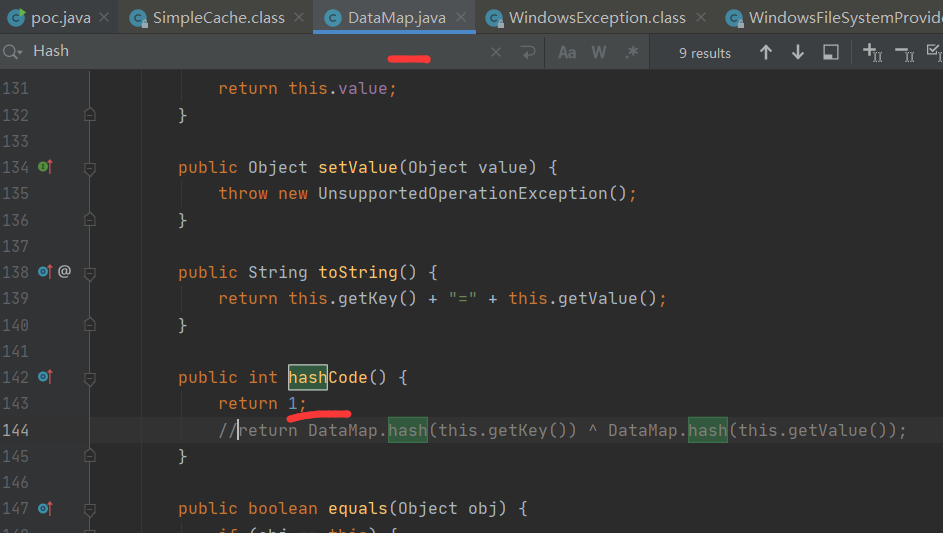 poc.java SimpleCache.class DataMap.java WindowsException.class WindowsFileSystemProvide
Hash Aa W .* 9 results
131 return this.value;
132 }
133
134 public Object setValue(Object value) {
135 throw new UnsupportedOperationException();
136 }
137
138 @ public String toString() {
139 return this.getKey() + "=" + this.getValue();
140 }
141
142 public int hashCode() {
143 return 1;
144 //return DataMap.hash(this.getKey()) ^ DataMap.hash(this.getValue());
145 }
146
147 public boolean equals(Object obj) {